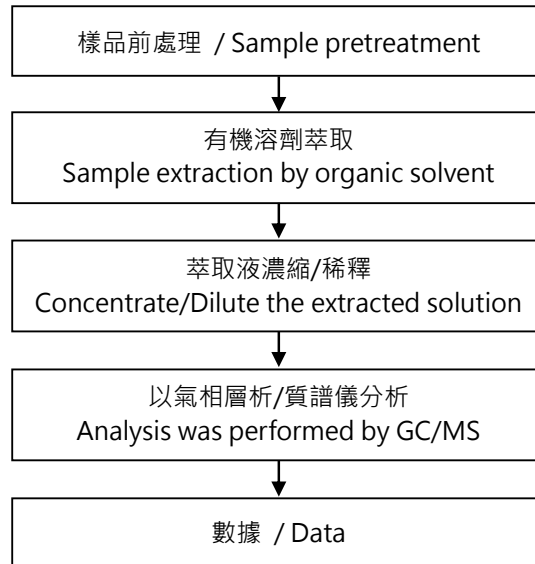 樣品前處理 / Sample pretreatment
有機溶劑萃取
Sample extraction by organic solvent
萃取液濃縮/稀釋
Concentrate/Dilute the extracted solution
以氣相層析/質譜儀分析
Analysis was performed by GC/MS
數據 / Data